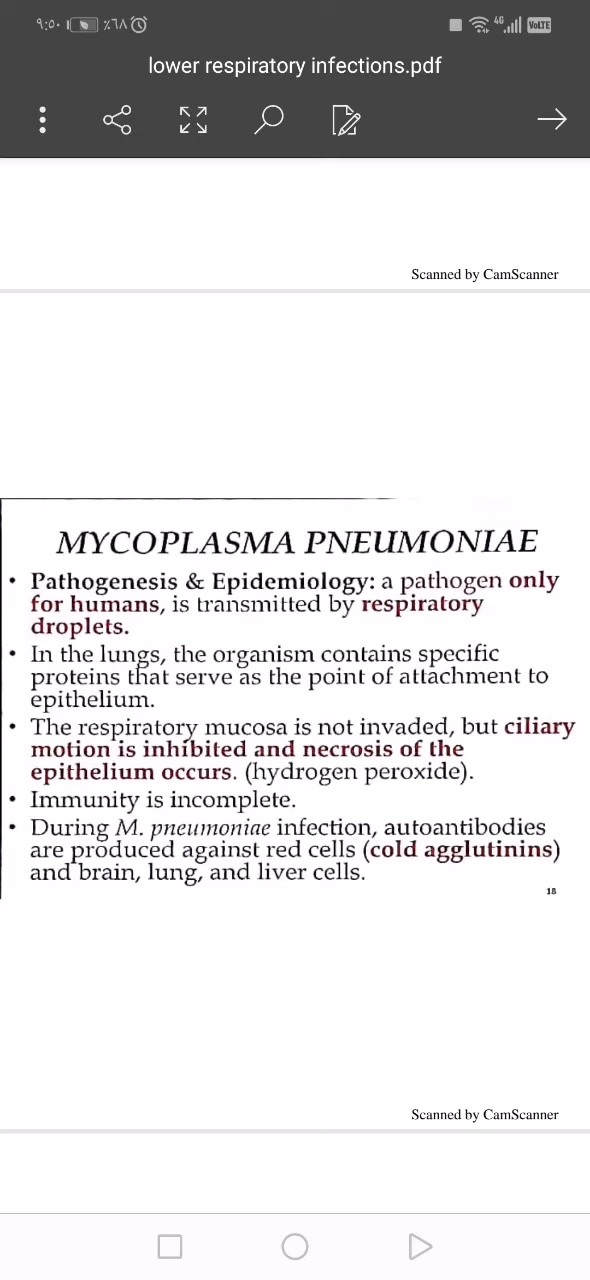 ٩:٥٠
٪٦٨
4G
VoLTE
lower respiratory infections.pdf
Scanned by CamScanner
MYCOPLASMA PNEUMONIAE
• Pathogenesis & Epidemiology: a pathogen only
for humans, is transmitted by respiratory
droplets.
• In the lungs, the organism contains specific
proteins that serve as the point of attachment to
epithelium.
• The respiratory mucosa is not invaded, but ciliary
motion is inhibited and necrosis of the
epithelium occurs. (hydrogen peroxide).
• Immunity is incomplete.
• During M. pneumoniae infection, autoantibodies
are produced against red cells (cold agglutinins)
and brain, lung, and liver cells.
18
Scanned by CamScanner